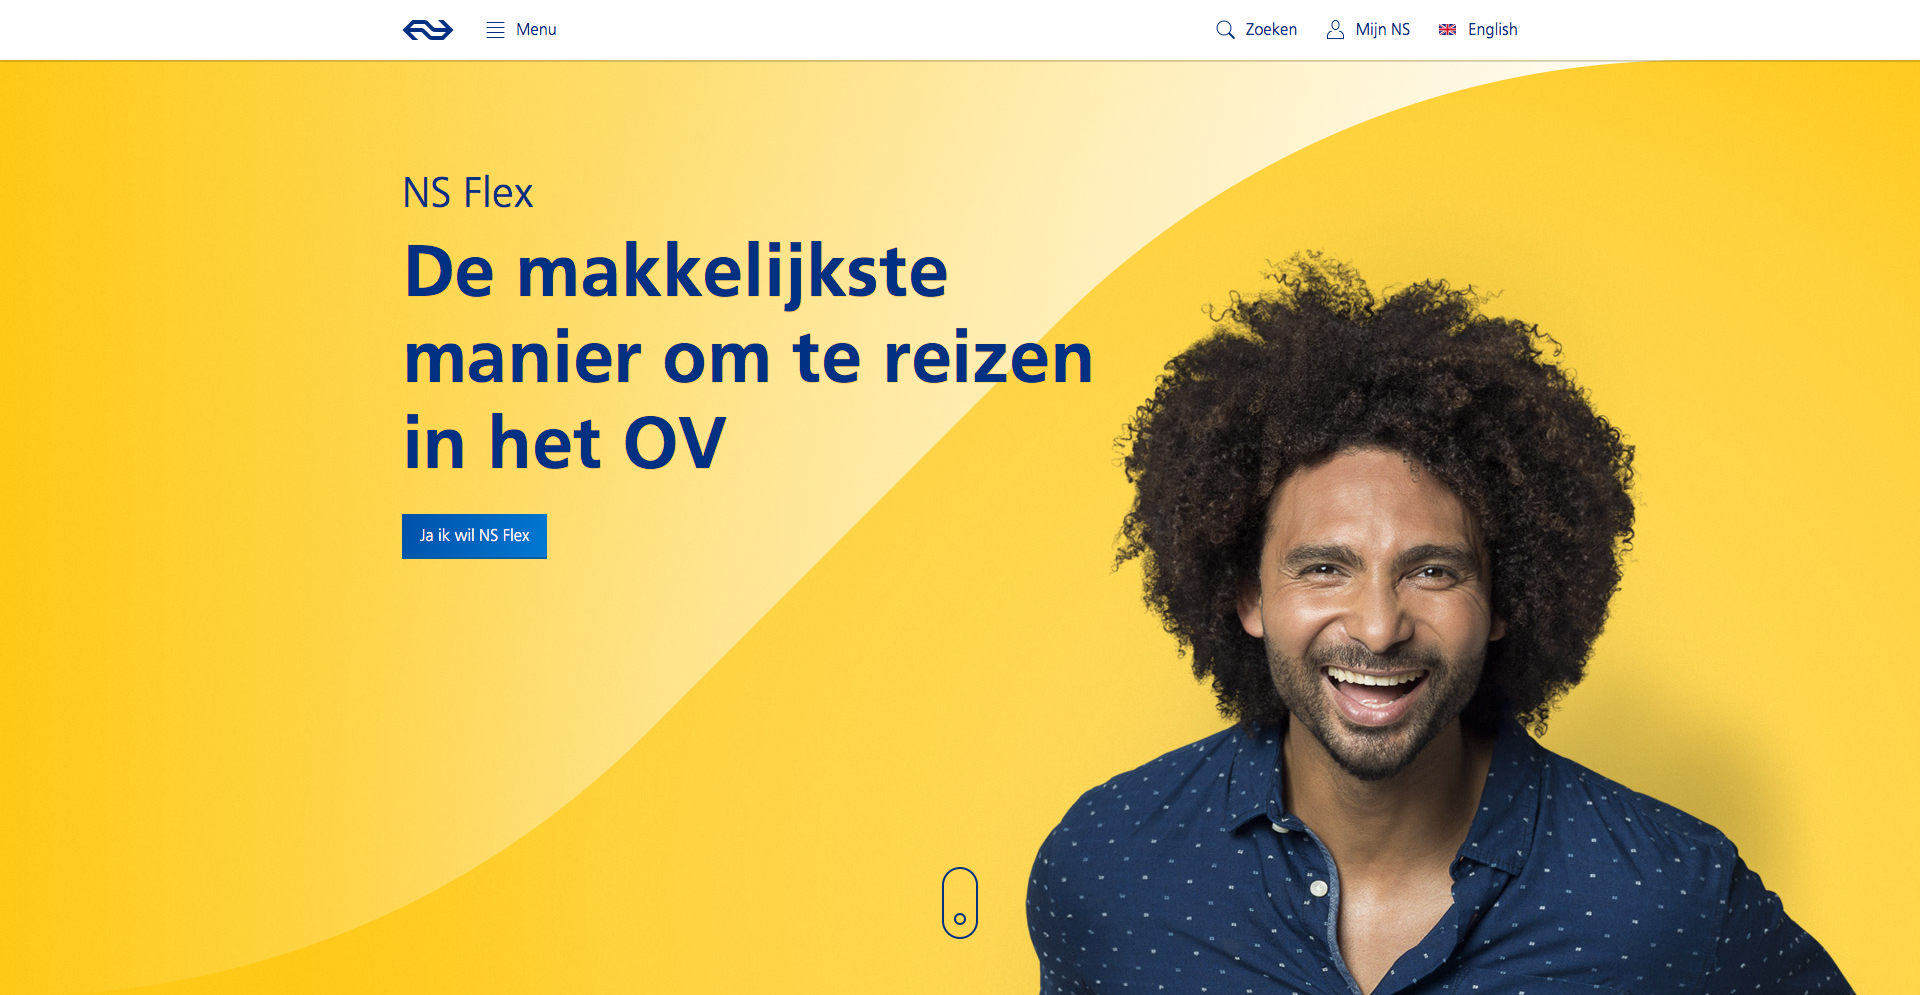 Menu
Zoeken
Mijn NS
English
NS Flex
De makkelijkste
manier om te reizen
in het OV
Ja ik wil NS Flex